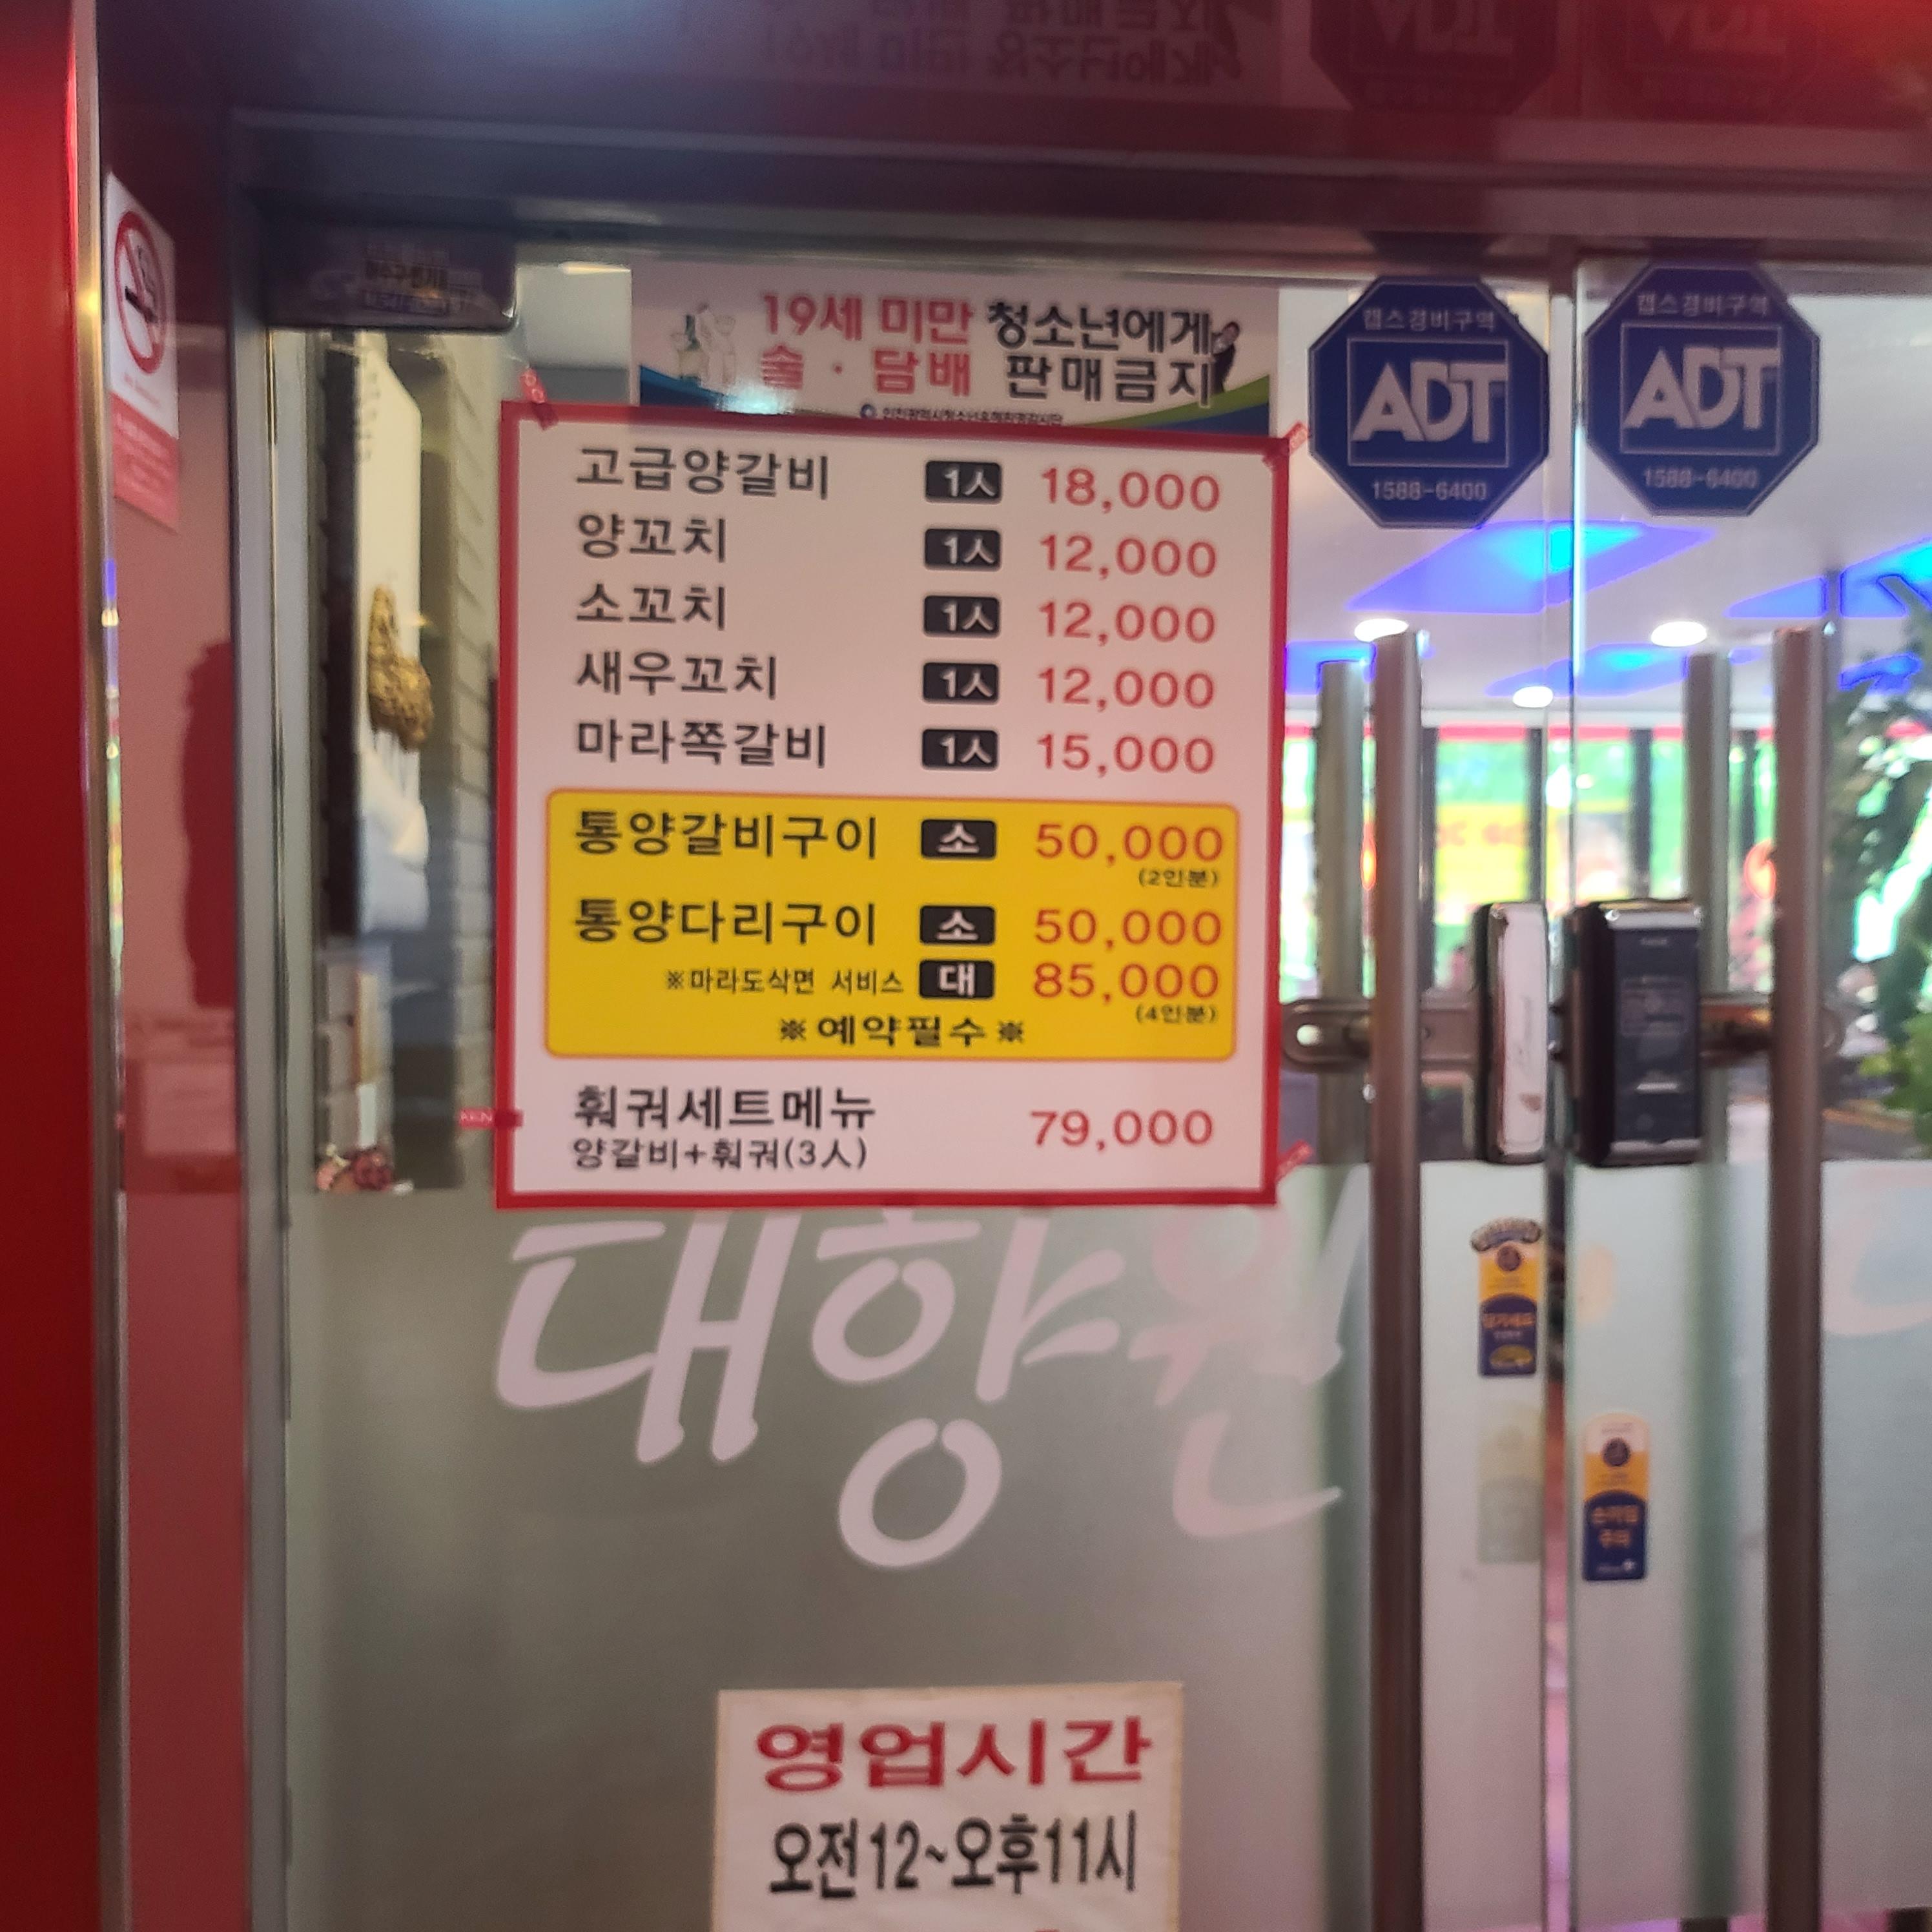 19세 미만 청소년에게
술 · 담배 판매금지
캡스경비구역
ADT
1588-6400
캡스경비구역
ADT
1588-6400
고급양갈비 1人 18,000
양꼬치 1人 12,000
소꼬치 1人 12,000
새우꼬치 1人 12,000
마라쪽갈비 1人 15,000
통양갈비구이 소 50,000
(2인분)
통양다리구이 소 50,000
※마라도삭면 서비스 대 85,000
(4인분)
※예약필수※
훠궈세트메뉴 79,000
양갈비+훠궈(3人)
대향원
영업시간
오전12~오후11시